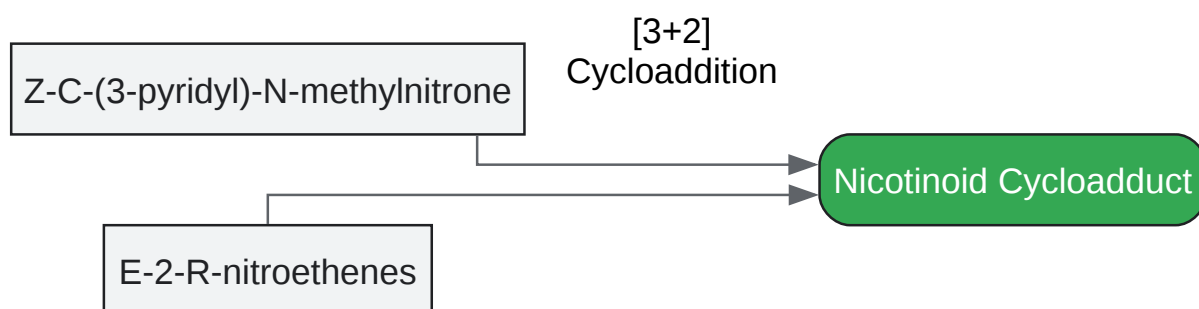 [3+2]
Cycloaddition
Z-C-(3-pyridyl)-N-methylnitrone
Nicotinoid Cycloadduct
E-2-R-nitroethenes